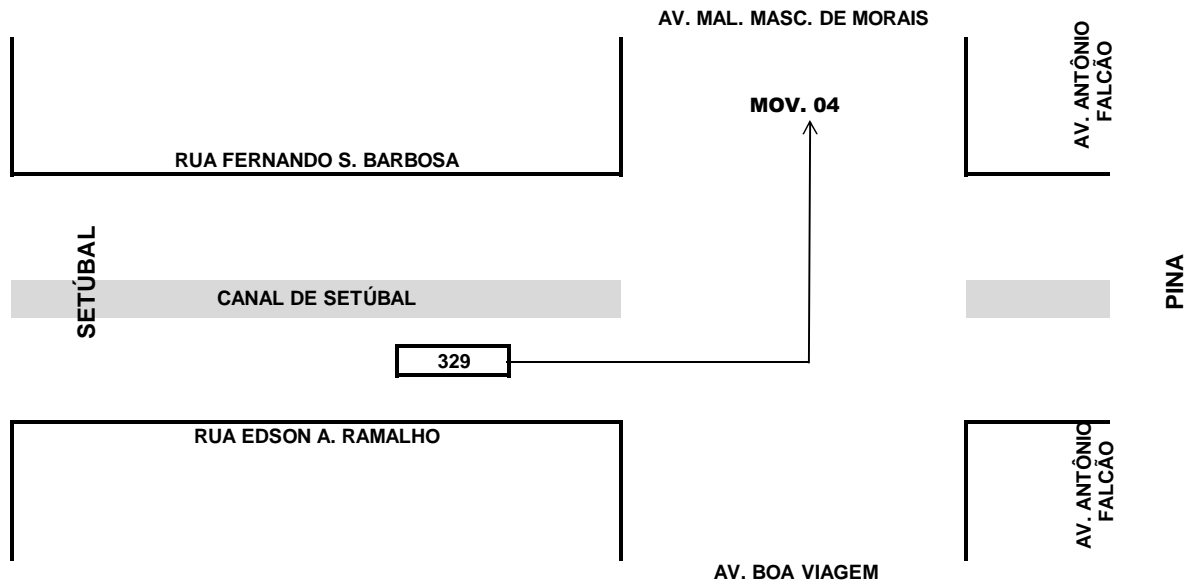 AV. MAL. MASC. DE MORAIS
AV. ANTÔNIO
FALCÃO
MOV. 04
RUA FERNANDO S. BARBOSA
SETÚBAL
CANAL DE SETÚBAL
PINA
329
RUA EDSON A. RAMALHO
AV. ANTÔNIO
FALCÃO
AV. BOA VIAGEM